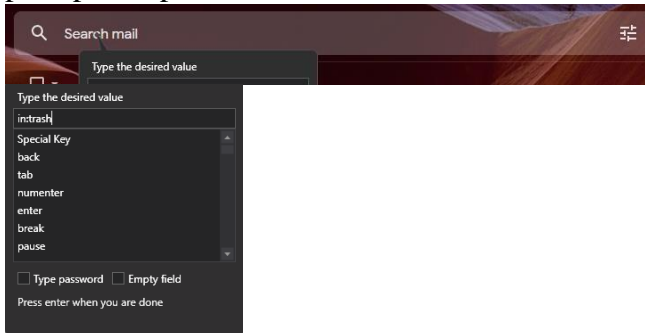 Search mail
Type the desired value
Type the desired value
in:trash
Special Key
back
tab
numenter
enter
break
pause
Type password Empty field
Press enter when you are done